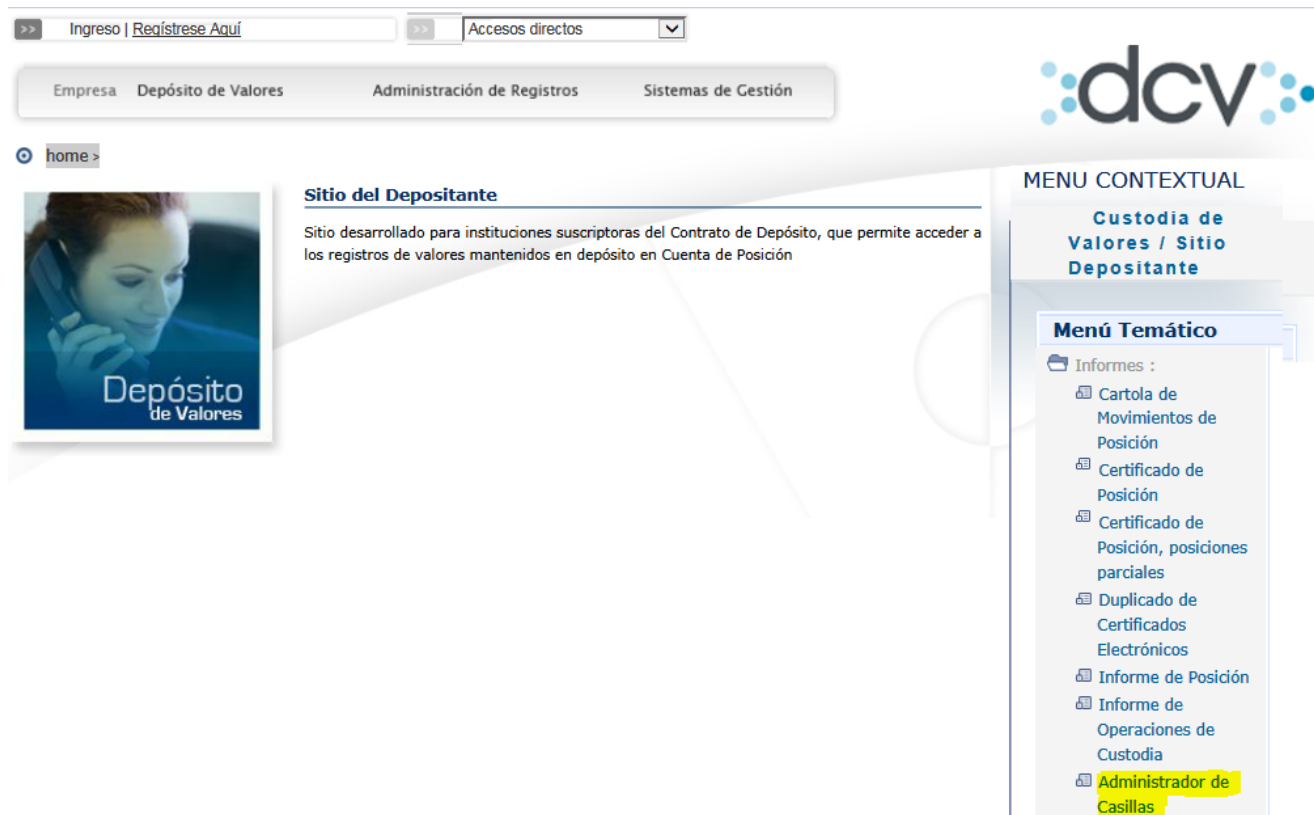 >> Ingreso | Regístrese Aquí >> Accesos directos
Empresa Depósito de Valores Administración de Registros Sistemas de Gestión
dcv
home >
Sitio del Depositante
Sitio desarrollado para instituciones suscriptoras del Contrato de Depósito, que permite acceder a
los registros de valores mantenidos en depósito en Cuenta de Posición
Depósito
de Valores
MENU CONTEXTUAL
Custodia de
Valores / Sitio
Depositante
Menú Temático
Informes :
Cartola de
Movimientos de
Posición
Certificado de
Posición
Certificado de
Posición, posiciones
parciales
Duplicado de
Certificados
Electrónicos
Informe de Posición
Informe de
Operaciones de
Custodia
Administrador de
Casillas